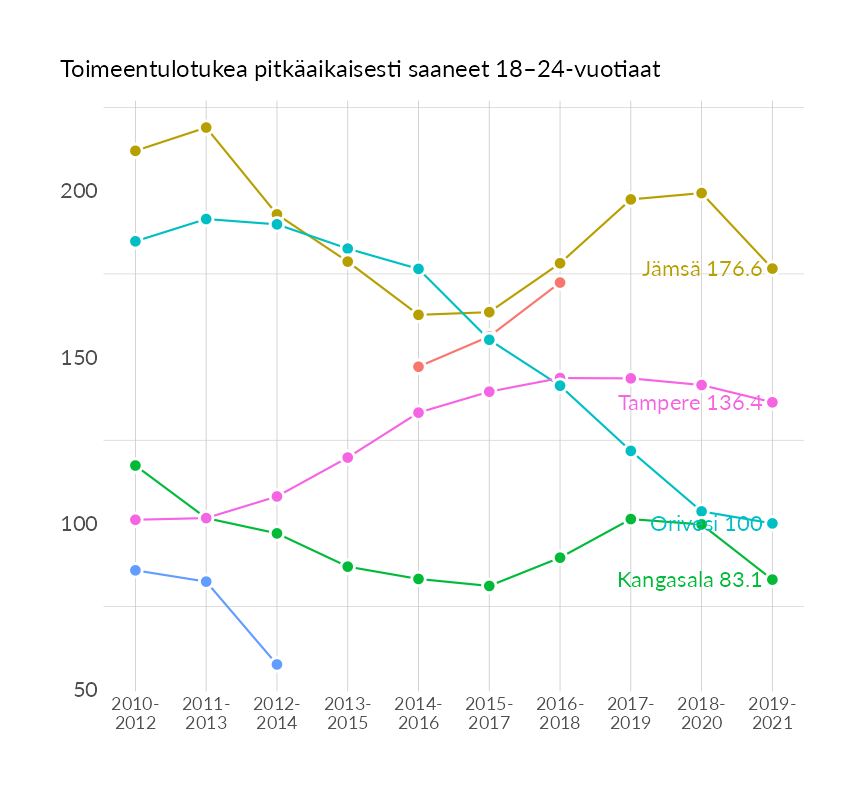 Toimeentulotukea pitkäaikaisesti saaneet 18–24-vuotiaat
200
Jämsä 176.6
150
Tampere 136.4
100
Orivesi 100
Kangasala 83.1
50
2010- 2011- 2012- 2013- 2014- 2015- 2016- 2017- 2018- 2019-
2012 2013 2014 2015 2016 2017 2018 2019 2020 2021